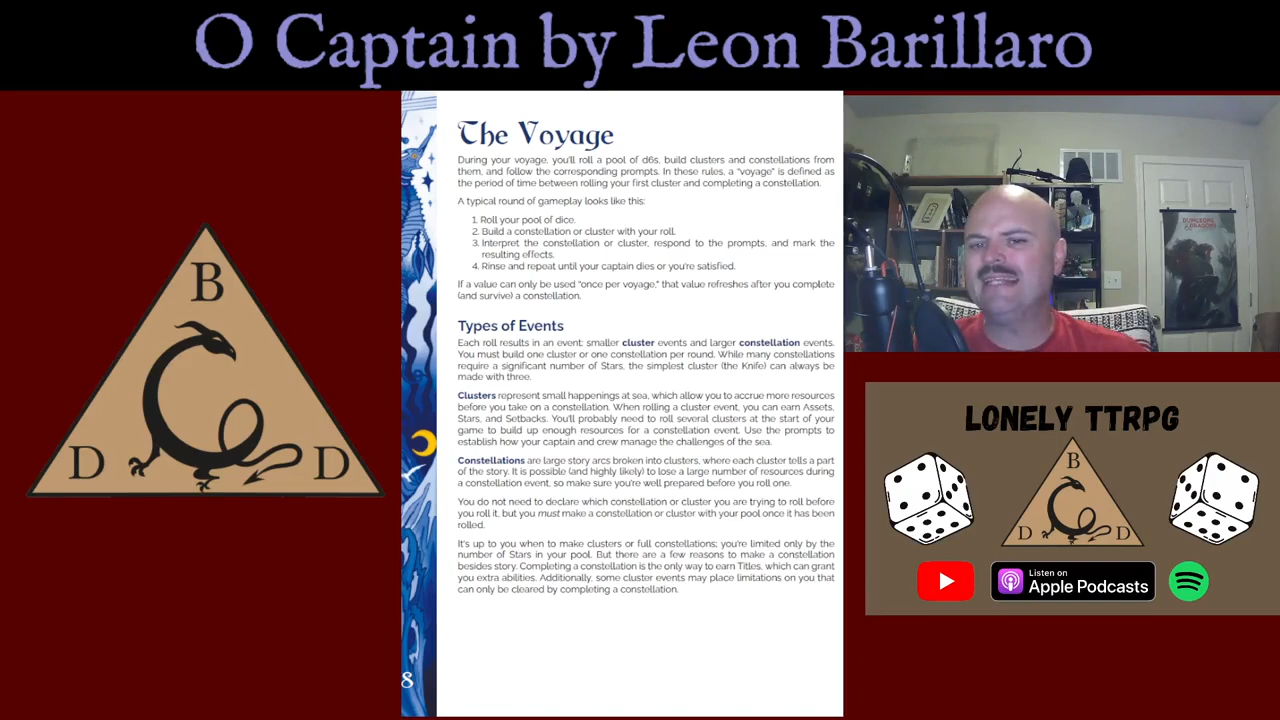 O Captain by Leon Barillaro
The Voyage
During your voyage, you'll roll a pool of d6s, build clusters and constellations from
them, and follow the corresponding prompts. In these rules, a "voyage" is defined as
the period of time between rolling your first cluster and completing a constellation.
A typical round of gameplay looks like this:
1. Roll your pool of dice.
2. Build a constellation or cluster with your roll.
3. Interpret the constellation or cluster, respond to the prompts, and mark the
resulting effects.
4. Rinse and repeat until your captain dies or you're satisfied.
If a value can only be used "once per voyage," that value refreshes after you complete
(and survive) a constellation.
Types of Events
Each roll results in an event: smaller cluster events and larger constellation events.
You must build one cluster or one constellation per round. While many constellations
require a significant number of Stars, the simplest cluster (the Knife) can always be
made with three.
Clusters represent small happenings at sea, which allow you to accrue more resources
before you take on a constellation. When rolling a cluster event, you can earn Assets,
Stars, and Setbacks. You'll probably need to roll several clusters at the start of your
game to build up enough resources for a constellation event. Use the prompts to
establish how your captain and crew manage the challenges of the sea.
Constellations are large story arcs broken into clusters, where each cluster tells a part
of the story. It is possible (and highly likely) to lose a large number of resources during
a constellation event, so make sure you're well prepared before you roll one.
You do not need to declare which constellation or cluster you are trying to roll before
you roll it, but you must make a constellation or cluster with your pool once it has been
rolled.
It's up to you when to make clusters or full constellations; you're limited only by the
number of Stars in your pool. But there are a few reasons to make a constellation
besides story. Completing a constellation is the only way to earn Titles, which can grant
you extra abilities. Additionally, some cluster events may place limitations on you that
can only be cleared by completing a constellation.
8
B
D D
LONELY TTRPG
B
D D
Listen on
Apple Podcasts